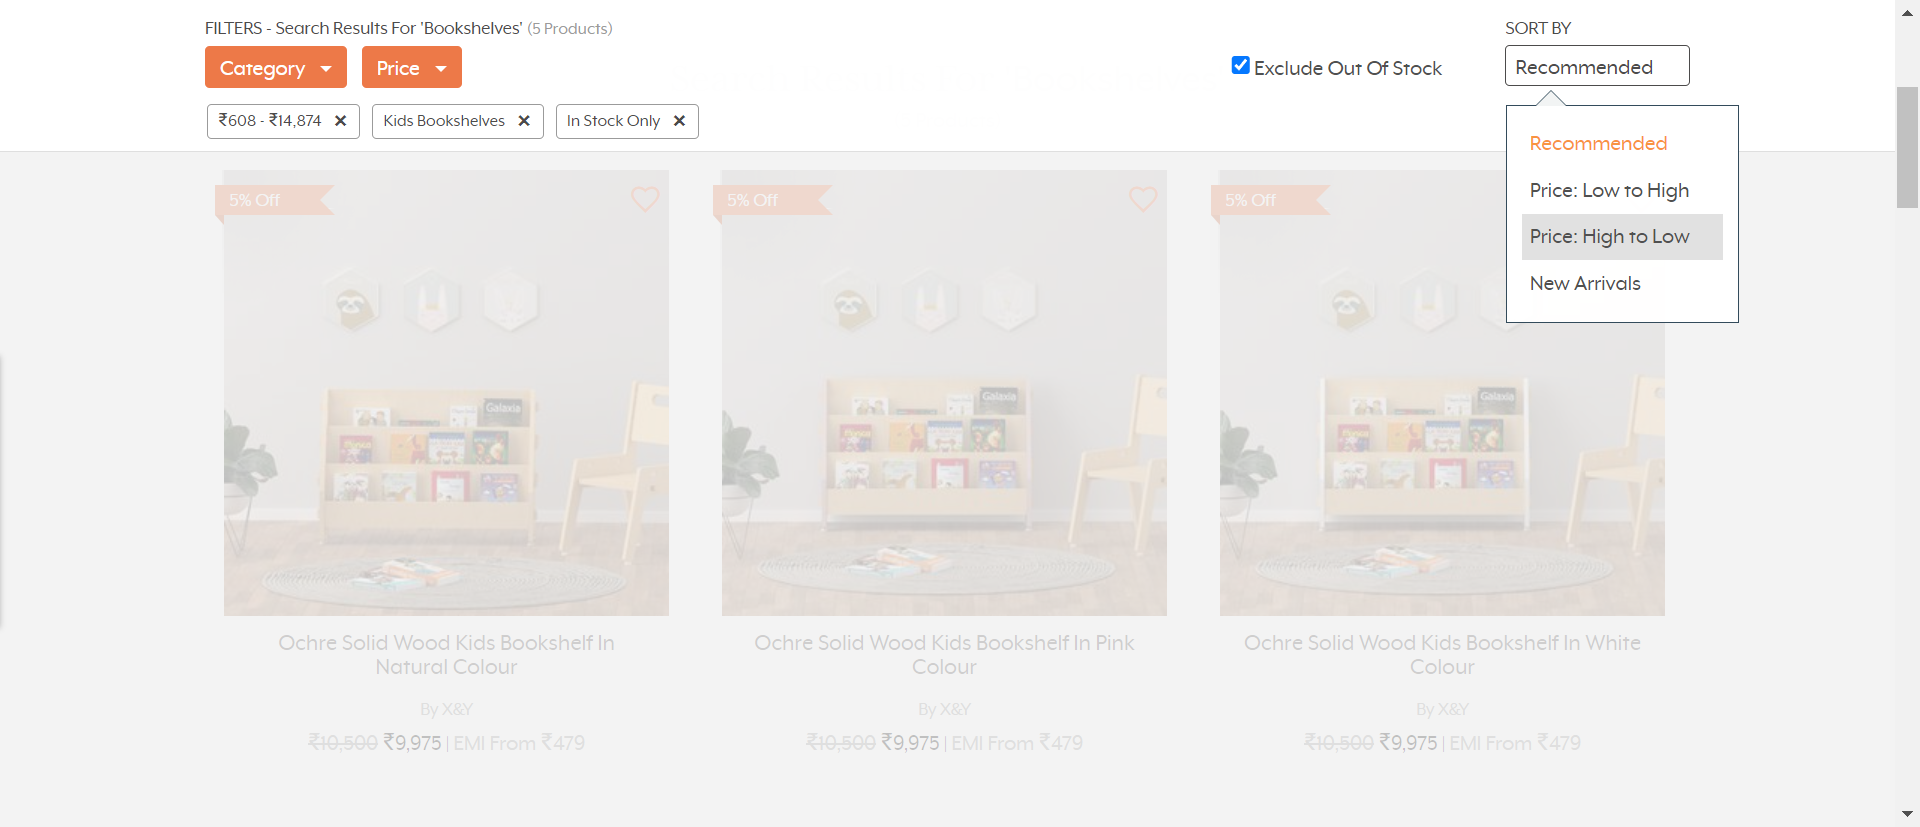 FILTERS - Search Results For 'Bookshelves' (5 Products)
SORT BY
Category
Price
Exclude Out Of Stock
Recommended
₹608 - ₹14,874 ✕
Kids Bookshelves ✕
In Stock Only ✕
Recommended
Price: Low to High
Price: High to Low
New Arrivals
5% Off
5% Off
5% Off
Galaxia
Galaxia
Galaxia
Ochre Solid Wood Kids Bookshelf In
Natural Colour
By X&Y
₹10,500 ₹9,975 | EMI From ₹479
Ochre Solid Wood Kids Bookshelf In Pink
Colour
By X&Y
₹10,500 ₹9,975 | EMI From ₹479
Ochre Solid Wood Kids Bookshelf In White
Colour
By X&Y
₹10,500 ₹9,975 | EMI From ₹479